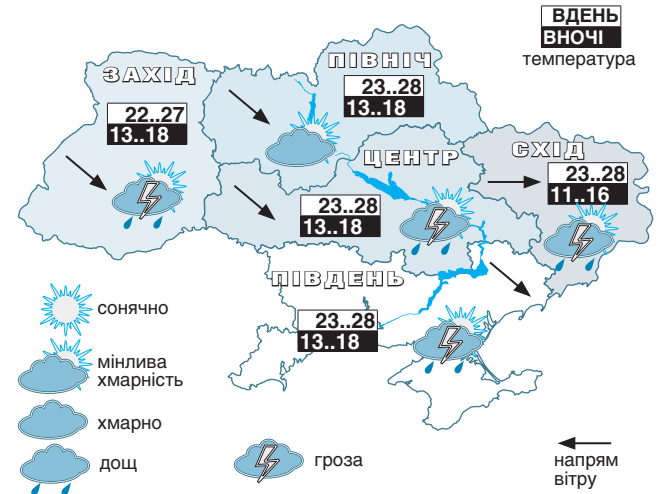 ВДЕНЬ
ВНОЧІ
температура
ПІВНІЧ
23..28
13..18
ЗАХІД
22..27
13..18
ЦЕНТР
23..28
13..18
СХІД
23..28
11..16
ПІВДЕНЬ
23..28
13..18
сонячно
мінлива
хмарність
хмарно
дощ
гроза
напрям
вітру